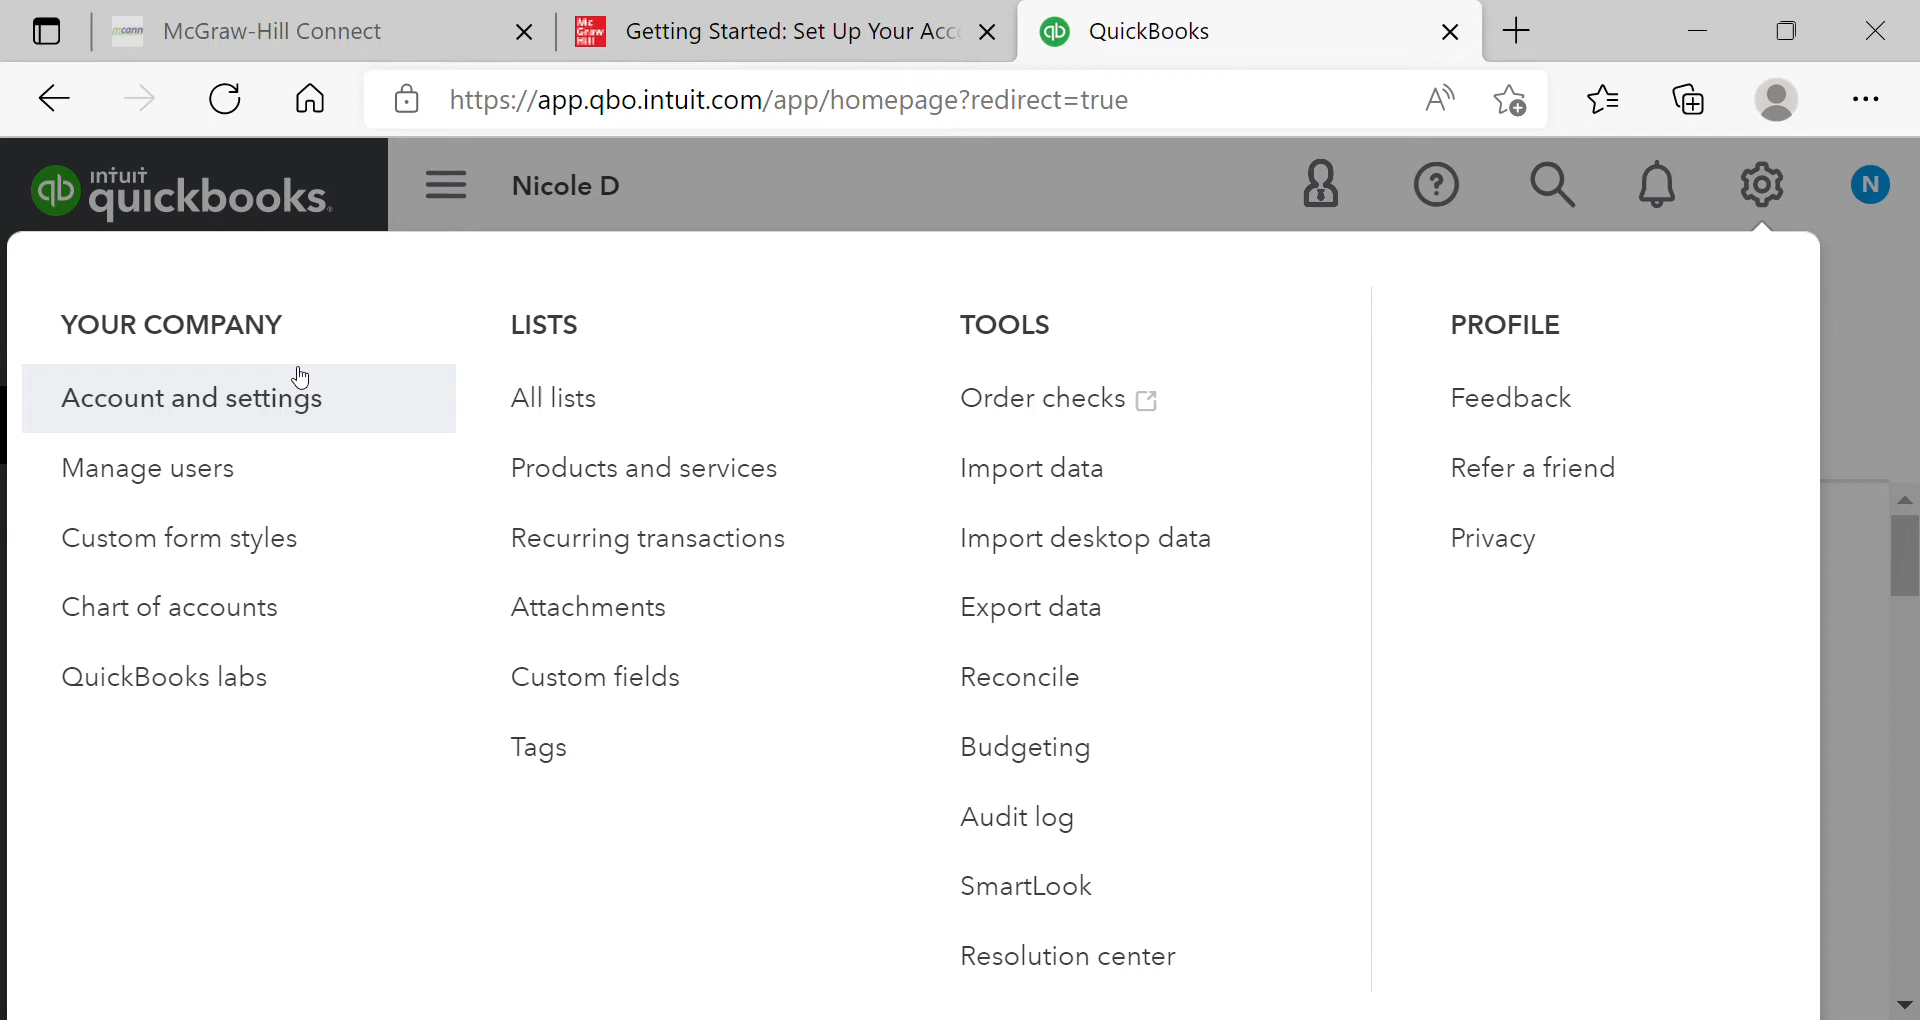 McGraw-Hill Connect
Getting Started: Set Up Your Acc
QuickBooks
https://app.qbo.intuit.com/app/homepage?redirect=true
intuit
quickbooks.
Nicole D
N
YOUR COMPANY
Account and settings
Manage users
Custom form styles
Chart of accounts
QuickBooks labs
LISTS
All lists
Products and services
Recurring transactions
Attachments
Custom fields
Tags
TOOLS
Order checks
Import data
Import desktop data
Export data
Reconcile
Budgeting
Audit log
SmartLook
Resolution center
PROFILE
Feedback
Refer a friend
Privacy